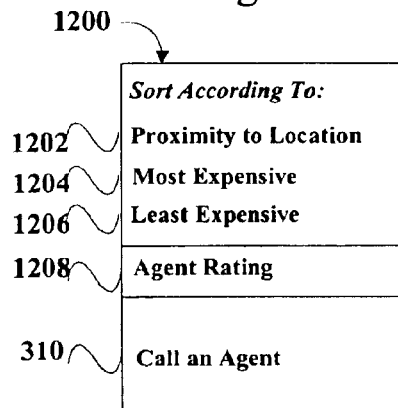 1200
Sort According To:
1202 Proximity to Location
1204 Most Expensive
1206 Least Expensive
1208 Agent Rating
310 Call an Agent